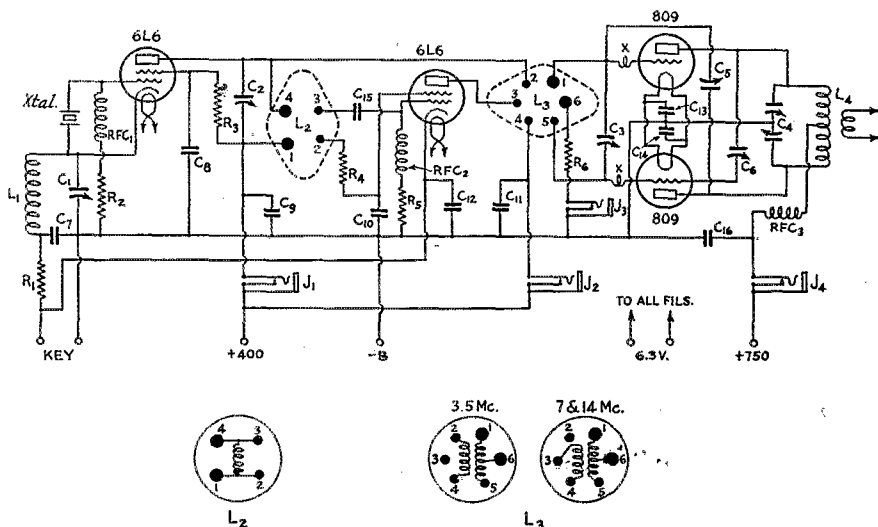 6L6
6L6
809
Xtal.
RFC1
L1
C1
R2
C7
R1
C8
R3
C2
C9
4
3
L2
1
2
C15
R4
C10
RFC2
R5
C12
C11
2
1
3
L3
6
4
5
R6
C3
X
X
C13
C14
C5
C4
C6
L4
809
J3
C16
RFC3
J1
J2
J4
TO ALL FILS.
KEY
+400
-B
6.3 V.
+750
3.5 Mc.
7 & 14 Mc.
4
3
1
2
2
1
3
6
4
5
2
1
3
6
4
5
L2
L3